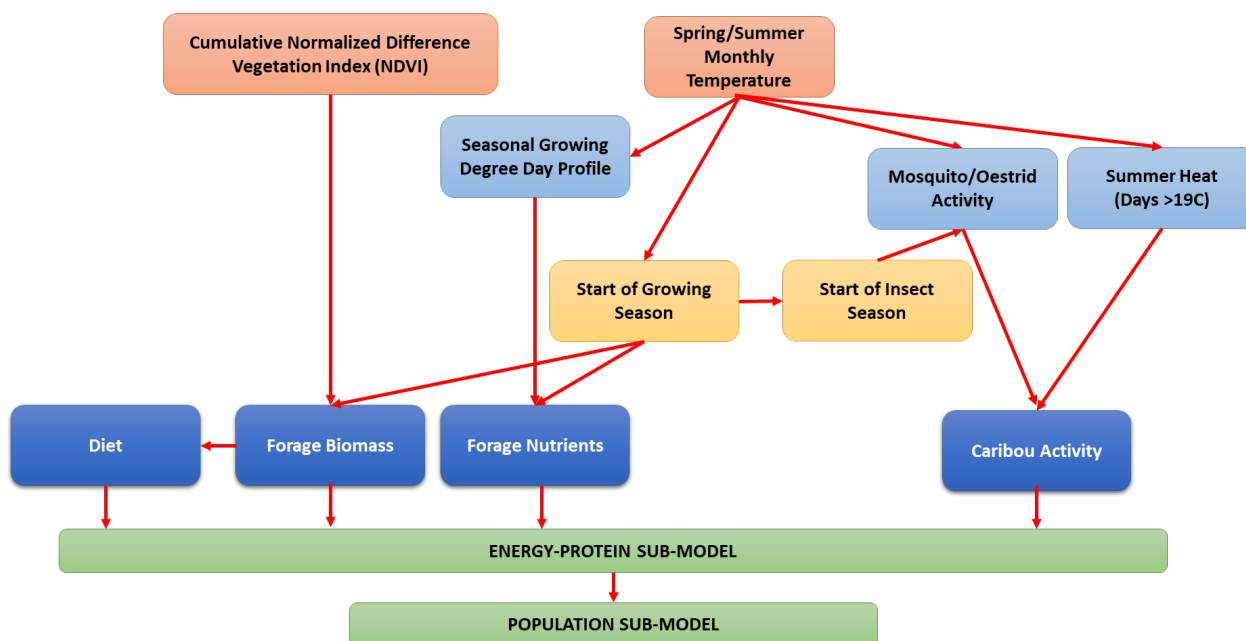 Cumulative Normalized Difference
Vegetation Index (NDVI)
Spring/Summer
Monthly
Temperature
Seasonal Growing
Degree Day Profile
Mosquito/Oestrid
Activity
Summer Heat
(Days >19C)
Start of Growing
Season
Start of Insect
Season
Diet
Forage Biomass
Forage Nutrients
Caribou Activity
ENERGY-PROTEIN SUB-MODEL
POPULATION SUB-MODEL